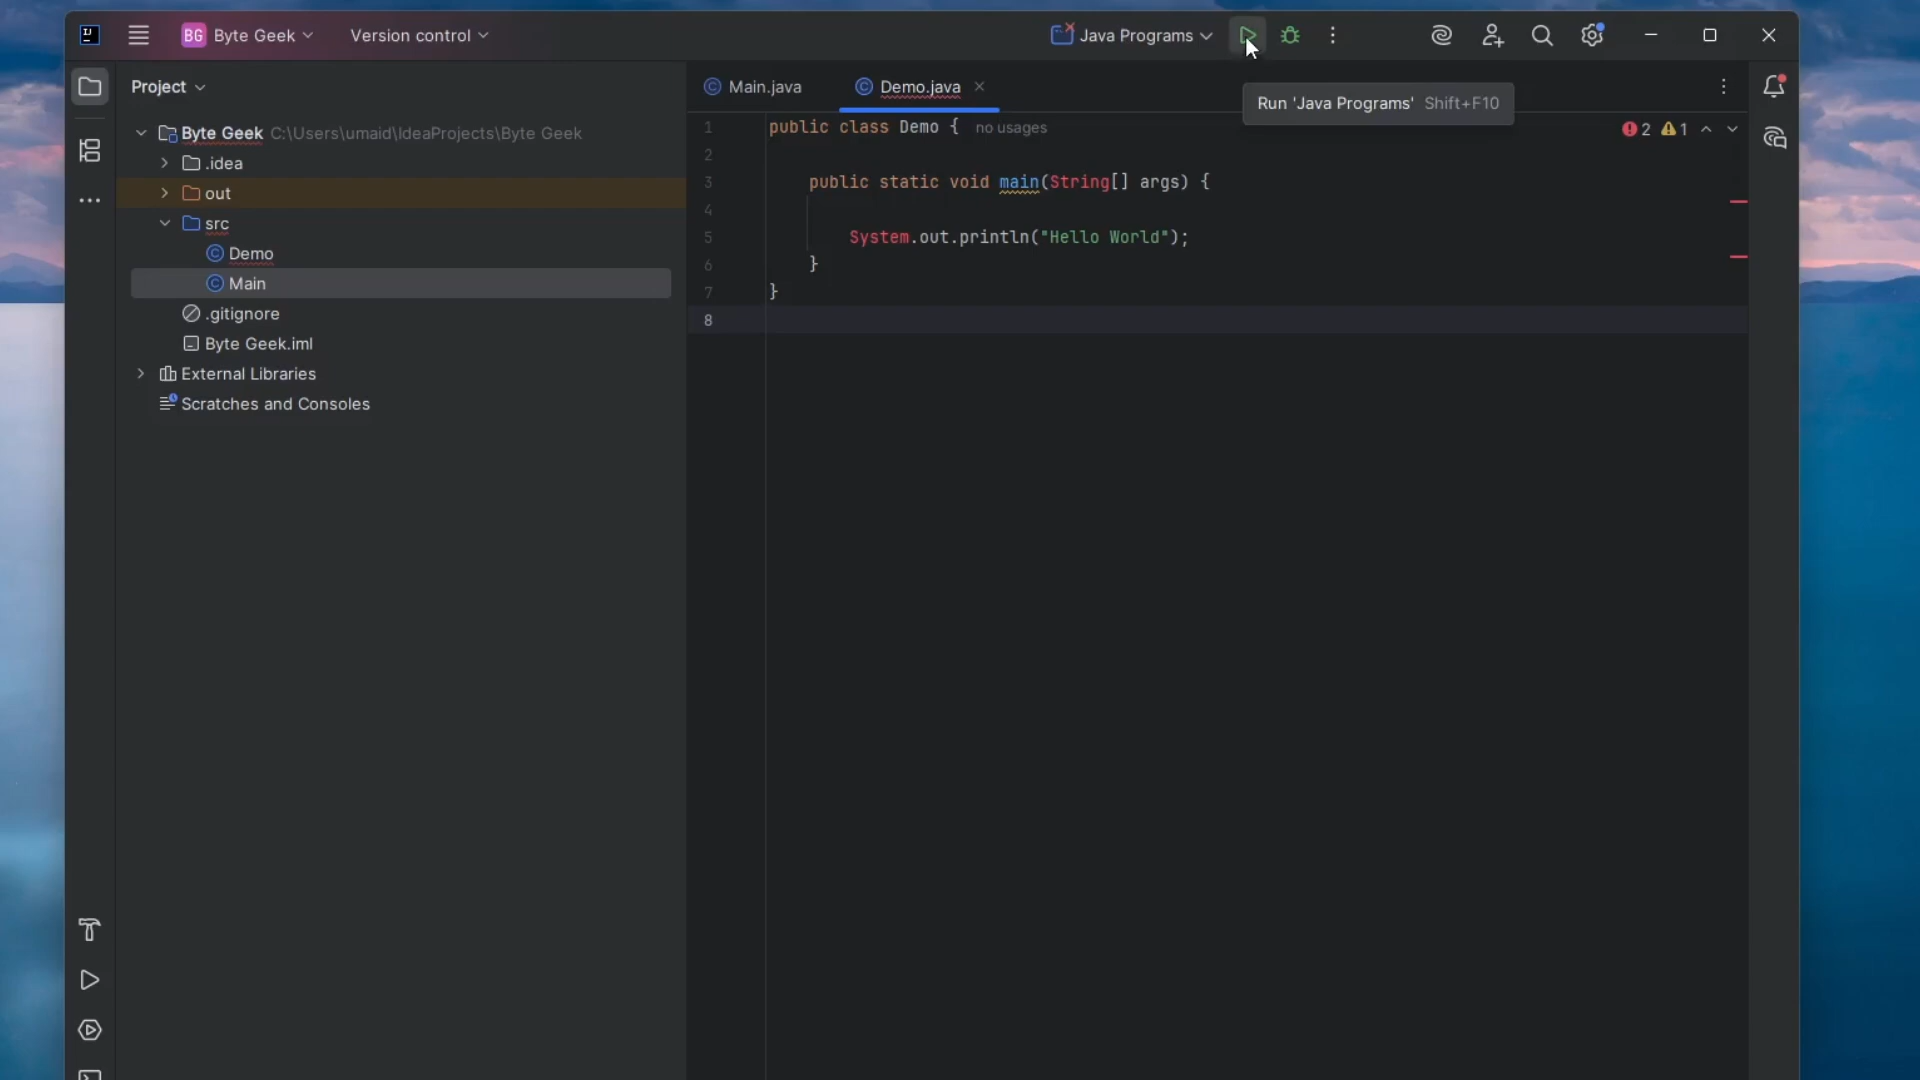 BG Byte Geek Version control Java Programs
Project
Main.java Demo.java
Run 'Java Programs' Shift+F10
Byte Geek C:\Users\umaid\IdeaProjects\Byte Geek
.idea
out
src
Demo
Main
.gitignore
Byte Geek.iml
External Libraries
Scratches and Consoles
1 public class Demo { no usages
2 1
2
3 public static void main(String[] args) {
4
5 System.out.println("Hello World");
6 }
7 }
8